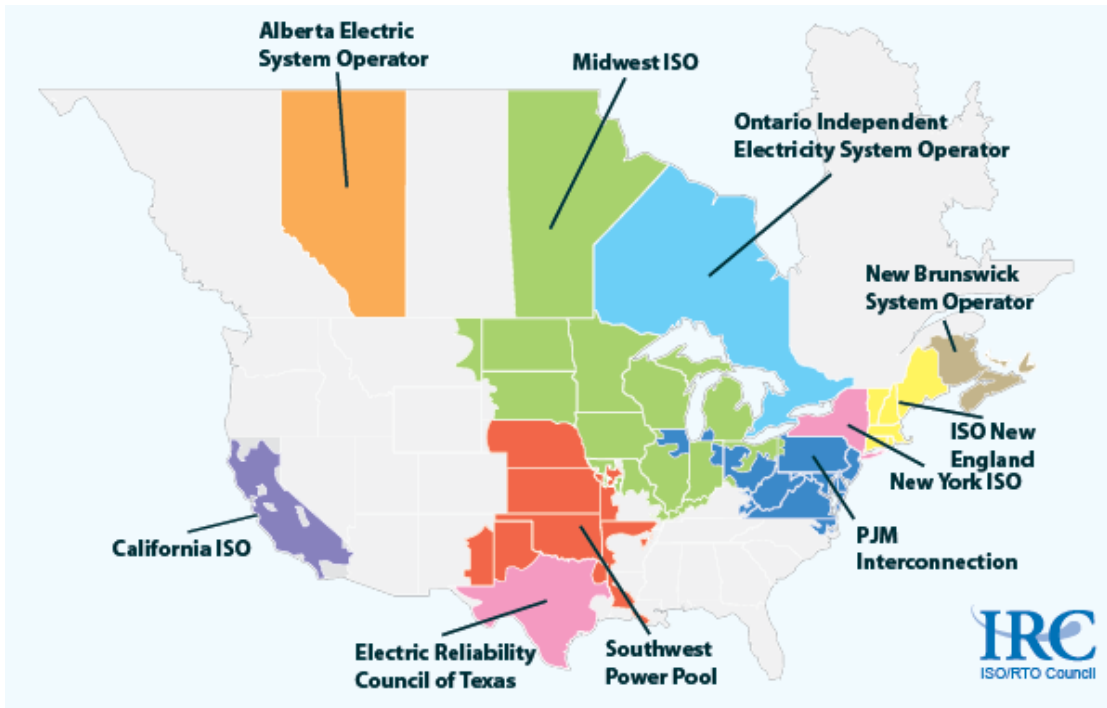 Alberta Electric
System Operator
Midwest ISO
Ontario Independent
Electricity System Operator
New Brunswick
System Operator
ISO New
England
New York ISO
PJM
Interconnection
California ISO
Electric Reliability
Council of Texas
Southwest
Power Pool
IRC
ISO/RTO Council